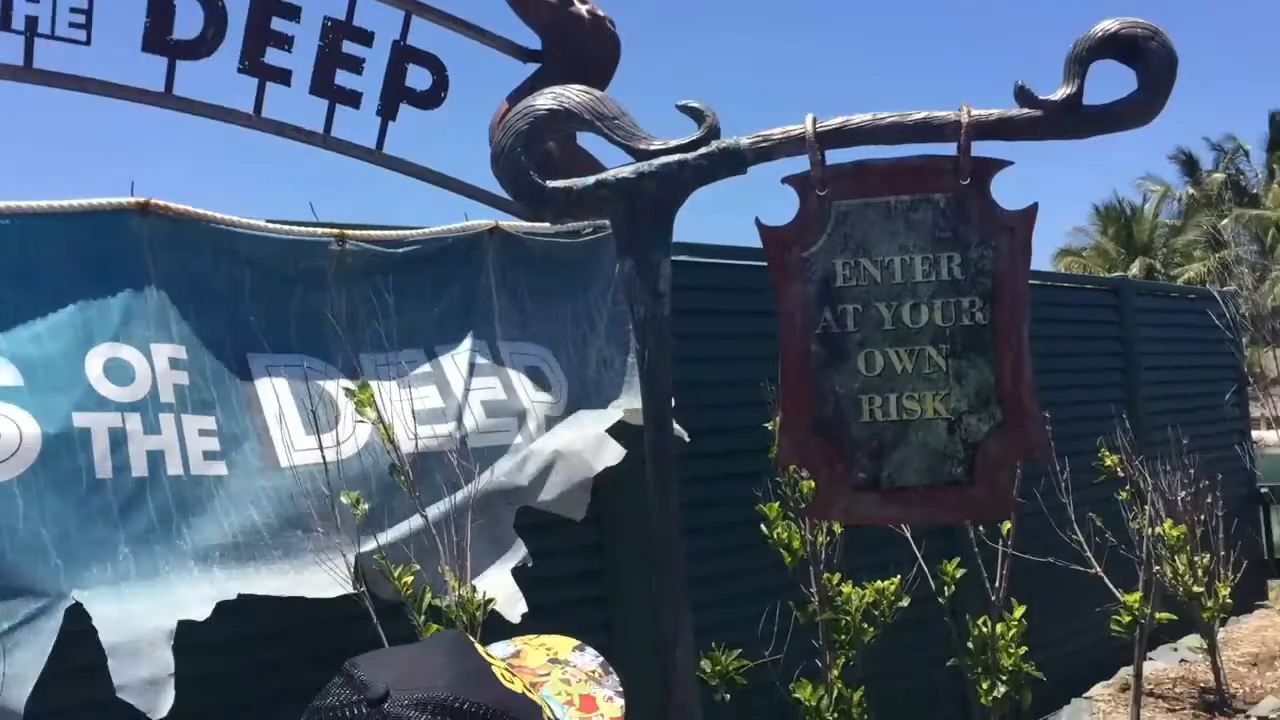 THE DEEP
S OF
THE
DEEP
ENTER
AT YOUR
OWN
RISK